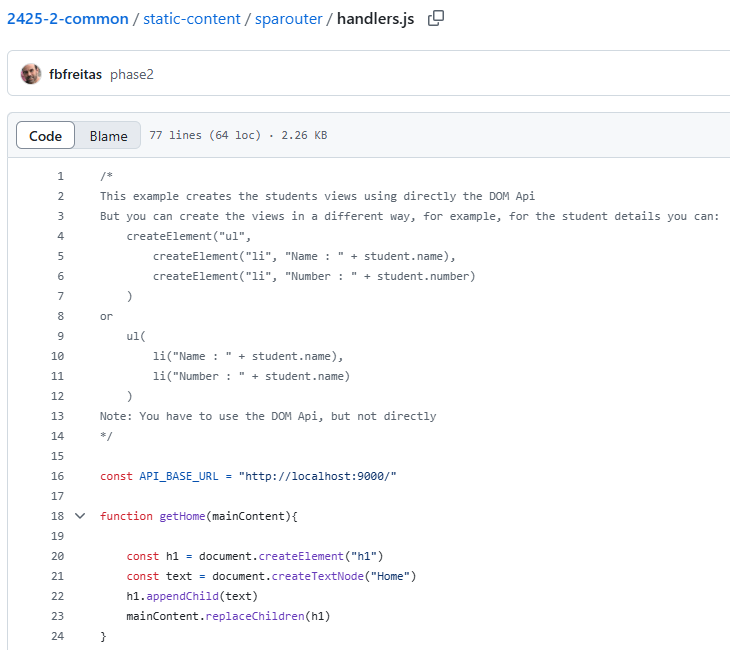 2425-2-common / static-content / sparouter / handlers.js
fbfreitas phase2
Code Blame 77 lines (64 loc) · 2.26 KB
1 /*
2 This example creates the students views using directly the DOM Api
3 But you can create the views in a different way, for example, for the student details you can:
4     createElement("ul",
5         createElement("li", "Name : " + student.name),
6         createElement("li", "Number : " + student.number)
7     )
8 or
9     ul(
10         li("Name : " + student.name),
11         li("Number : " + student.name)
12     )
13 Note: You have to use the DOM Api, but not directly
14 */
15
16 const API_BASE_URL = "http://localhost:9000/"
17
18 function getHome(mainContent){
19
20     const h1 = document.createElement("h1")
21     const text = document.createTextNode("Home")
22     h1.appendChild(text)
23     mainContent.replaceChildren(h1)
24 }